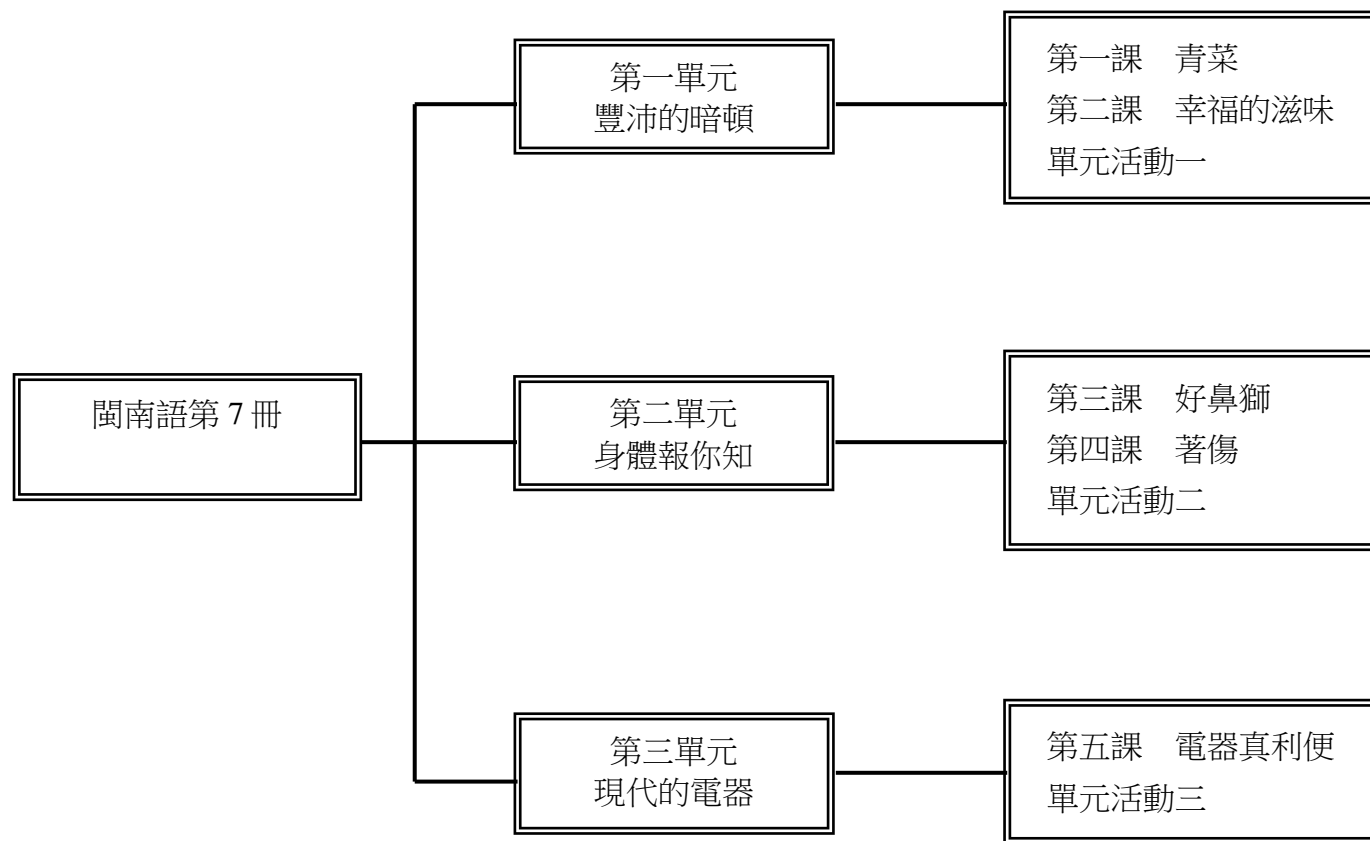 閩南語第 7 冊
第一單元
豐沛的暗頓
第一課　青菜
第二課　幸福的滋味
單元活動一
第二單元
身體報你知
第三課　好鼻獅
第四課　著傷
單元活動二
第三單元
現代的電器
第五課　電器真利便
單元活動三